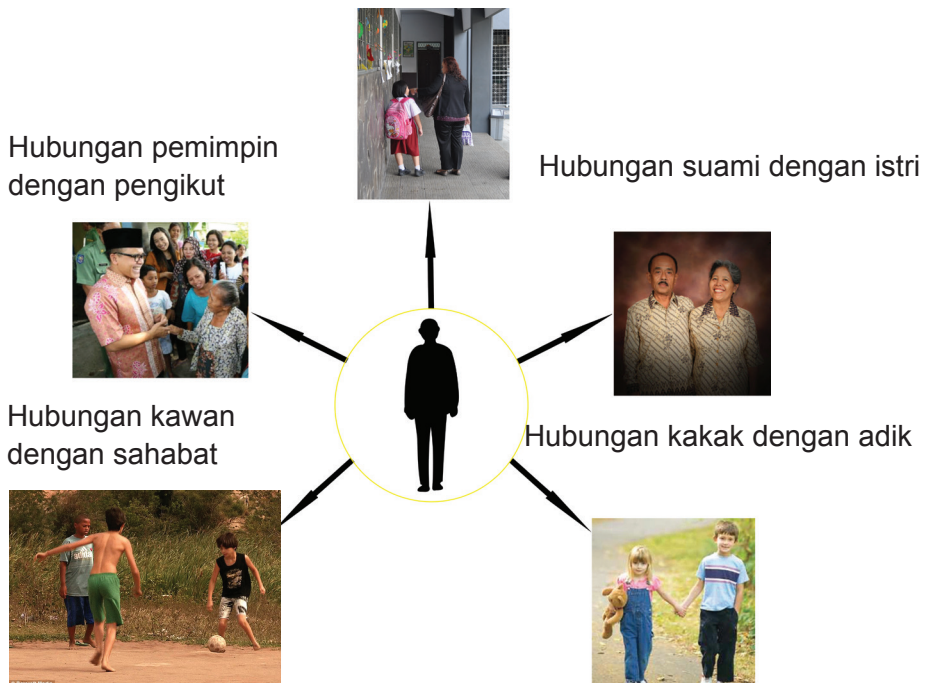 Hubungan pemimpin
dengan pengikut
Hubungan suami dengan istri
Hubungan kawan
dengan sahabat
Hubungan kakak dengan adik